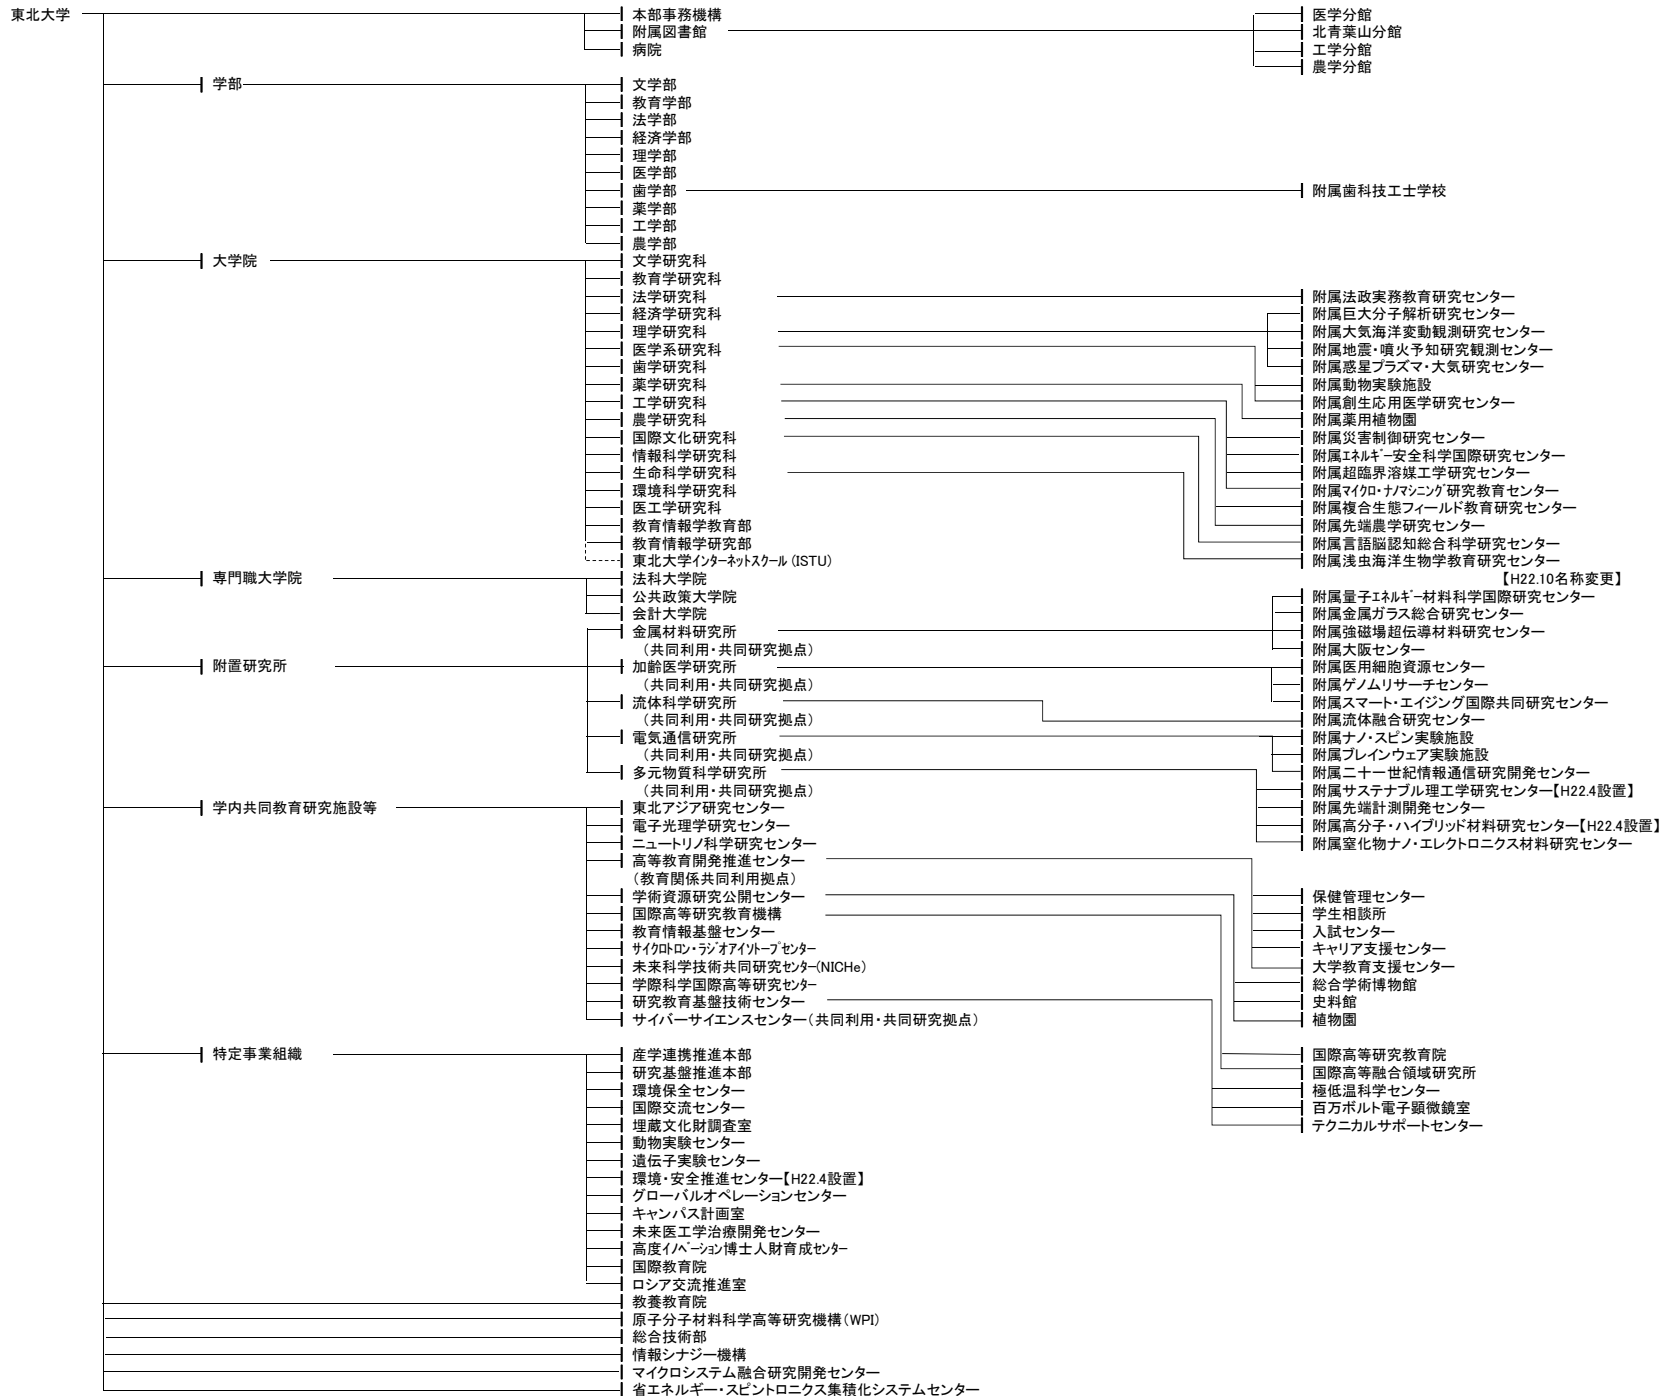 東北大学
本部事務機構
附属図書館
病院
医学分館
北青葉山分館
工学分館
農学分館
学部
文学部
教育学部
法学部
経済学部
理学部
医学部
歯学部
附属歯科技工士学校
薬学部
工学部
農学部
大学院
文学研究科
教育学研究科
法学研究科
経済学研究科
理学研究科
医学系研究科
歯学研究科
薬学研究科
工学研究科
農学研究科
国際文化研究科
情報科学研究科
生命科学研究科
環境科学研究科
医工学研究科
教育情報学教育部
教育情報学研究部
東北大学インターネットスクール(ISTU)
附属法政実務教育研究センター
附属巨大分子解析研究センター
附属大気海洋変動観測研究センター
附属地震・噴火予知研究観測センター
附属惑星プラズマ・大気研究センター
附属動物実験施設
附属創生応用医学研究センター
附属薬用植物園
附属災害制御研究センター
附属エネルギー安全科学国際研究センター
附属超臨界溶媒工学研究センター
附属マイクロ・ナノマシニング研究教育センター
附属複合生態フィールド教育研究センター
附属先端農学研究センター
附属言語脳認知総合科学研究センター
附属浅虫海洋生物学教育研究センター
【H22.10名称変更】
専門職大学院
法科大学院
公共政策大学院
会計大学院
附置研究所
金属材料研究所
(共同利用・共同研究拠点)
加齢医学研究所
(共同利用・共同研究拠点)
流体科学研究所
(共同利用・共同研究拠点)
電気通信研究所
(共同利用・共同研究拠点)
多元物質科学研究所
(共同利用・共同研究拠点)
附属量子エネルギー材料科学国際研究センター
附属金属ガラス総合研究センター
附属強磁場超伝導材料研究センター
附属大阪センター
附属医用細胞資源センター
附属ゲノムリサーチセンター
附属スマート・エイジング国際共同研究センター
附属流体融合研究センター
附属ナノ・スピン実験施設
附属ブレインウェア実験施設
附属二十一世紀情報通信研究開発センター
附属サステナブル理工学研究センター【H22.4設置】
附属先端計測開発センター
附属高分子・ハイブリッド材料研究センター【H22.4設置】
附属窒化物ナノ・エレクトロニクス材料研究センター
学内共同教育研究施設等
東北アジア研究センター
電子光理学研究センター
ニュートリノ科学研究センター
高等教育開発推進センター
(教育関係共同利用拠点)
学術資源研究公開センター
国際高等研究教育機構
教育情報基盤センター
サイクロトロン・ラジオアイソトープセンター
未来科学技術共同研究センター(NICHe)
学際科学国際高等研究センター
研究教育基盤技術センター
サイバーサイエンスセンター(共同利用・共同研究拠点)
保健管理センター
学生相談所
入試センター
キャリア支援センター
大学教育支援センター
総合学術博物館
史料館
植物園
国際高等研究教育院
国際高等融合領域研究所
極低温科学センター
百万ボルト電子顕微鏡室
テクニカルサポートセンター
特定事業組織
産学連携推進本部
研究基盤推進本部
環境保全センター
国際交流センター
埋蔵文化財調査室
動物実験センター
遺伝子実験センター
環境・安全推進センター【H22.4設置】
グローバルオペレーションセンター
キャンパス計画室
未来医工学治療開発センター
高度イノベーション博士人財育成センター
国際教育院
ロシア交流推進室
教養教育院
原子分子材料科学高等研究機構(WPI)
総合技術部
情報シナジー機構
マイクロシステム融合研究開発センター
省エネルギー・スピントロニクス集積化システムセンター